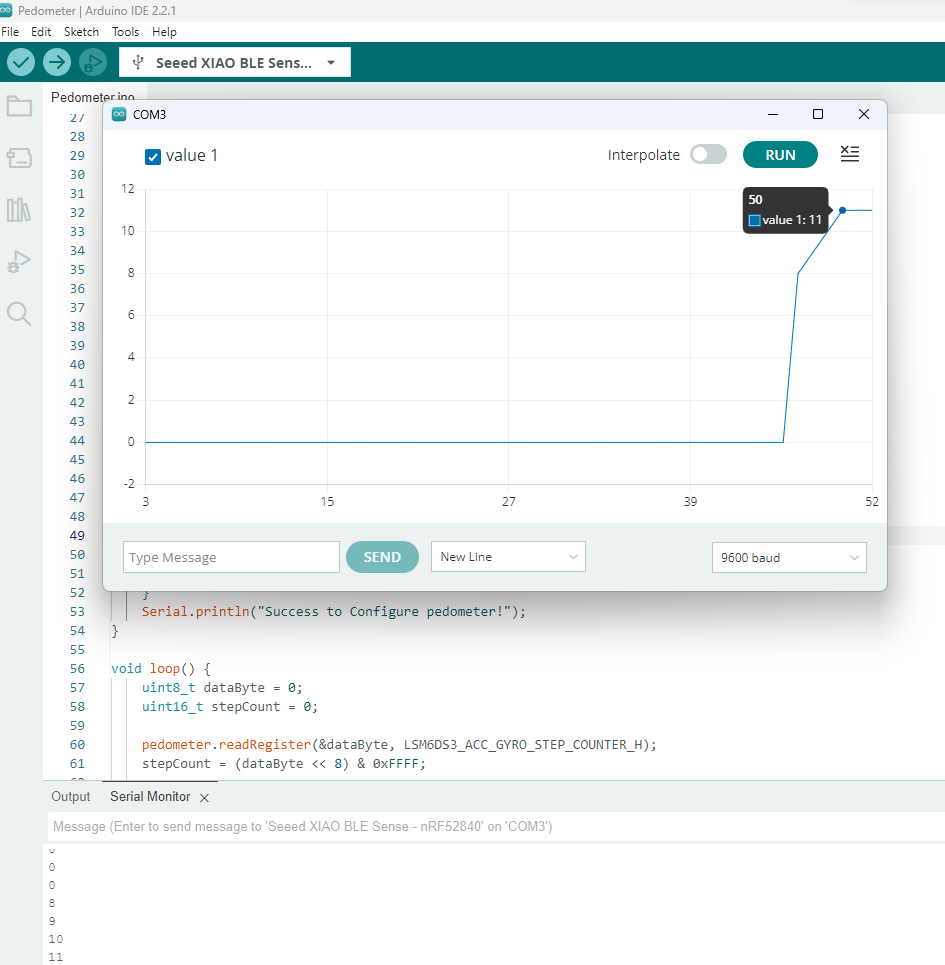 Pedometer | Arduino IDE 2.2.1
File Edit Sketch Tools Help
Seeed XIAO BLE Sens...
Pedometer.ino
COM3
value 1
Interpolate
RUN
12
10
8
6
4
2
0
-2
3 15 27 39 52
50
value 1: 11
Type Message
SEND
New Line
9600 baud
27
28
29
30
31
32
33
34
35
36
37
38
39
40
41
42
43
44
45
46
47
48
49
50
51
52 }
53 Serial.println("Success to Configure pedometer!");
54 }
55
56 void loop() {
57 uint8_t dataByte = 0;
58 uint16_t stepCount = 0;
59
60 pedometer.readRegister(&dataByte, LSM6DS3_ACC_GYRO_STEP_COUNTER_H);
61 stepCount = (dataByte << 8) & 0xFFFF;
Output Serial Monitor
Message (Enter to send message to 'Seeed XIAO BLE Sense - nRF52840' on 'COM3')
0
0
8
9
10
11